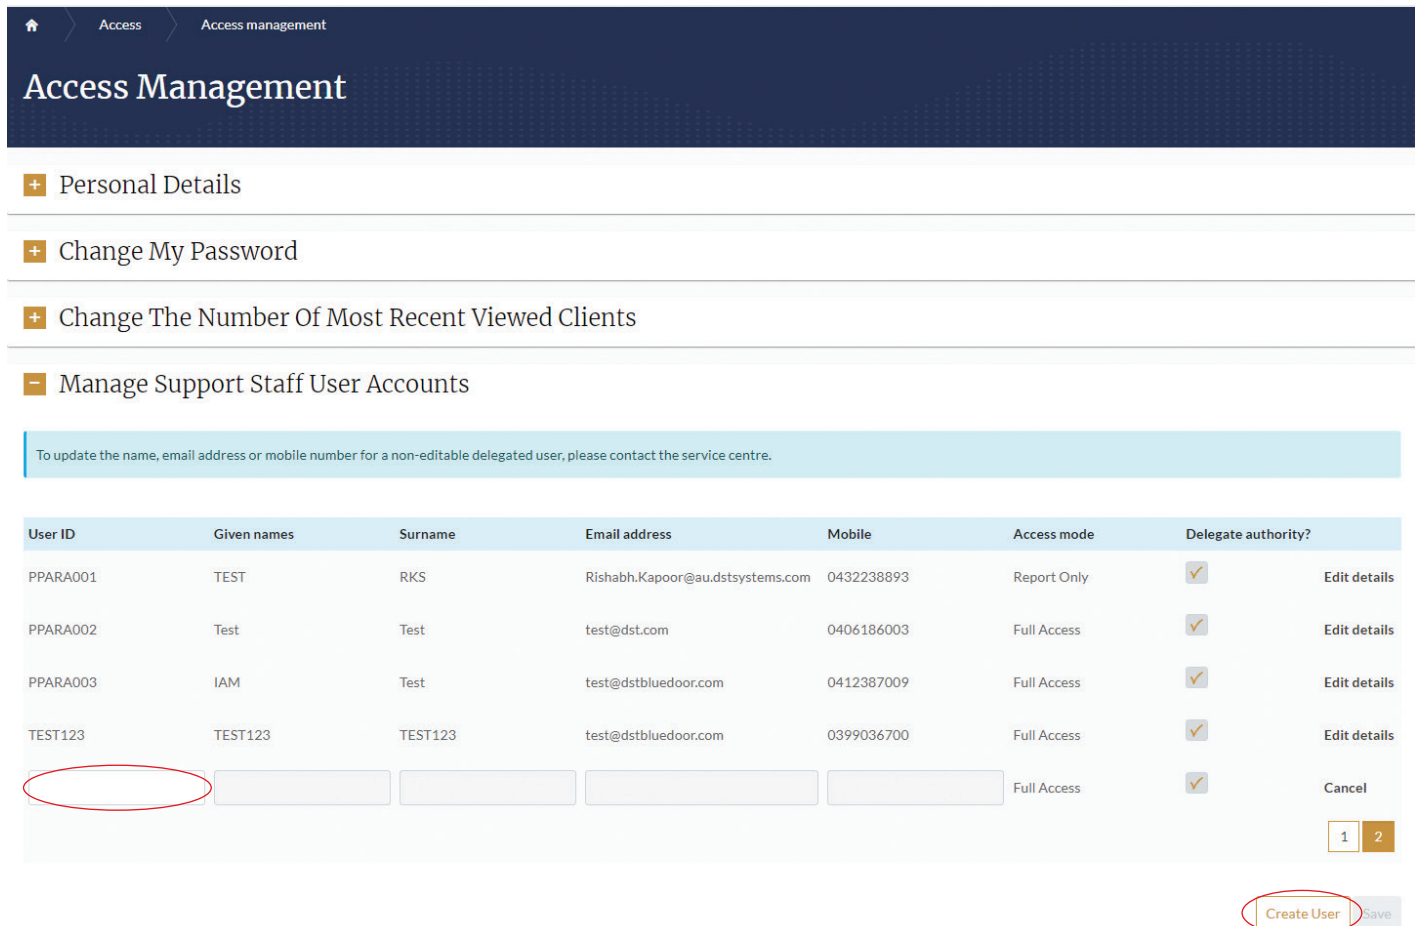 Access Access management
Access Management
Personal Details
Change My Password
Change The Number Of Most Recent Viewed Clients
Manage Support Staff User Accounts
To update the name, email address or mobile number for a non-editable delegated user, please contact the service centre.
User ID Given names Surname Email address Mobile Access mode Delegate authority?
PPARA001 TEST RKS Rishabh.Kapoor@au.dstsystems.com 0432238893 Report Only Edit details
PPARA002 Test Test test@dst.com 0406186003 Full Access Edit details
PPARA003 IAM Test test@dstbluedoor.com 0412387009 Full Access Edit details
TEST123 TEST123 TEST123 test@dstbluedoor.com 0399036700 Full Access Edit details
Full Access Cancel
1 2
Create User Save